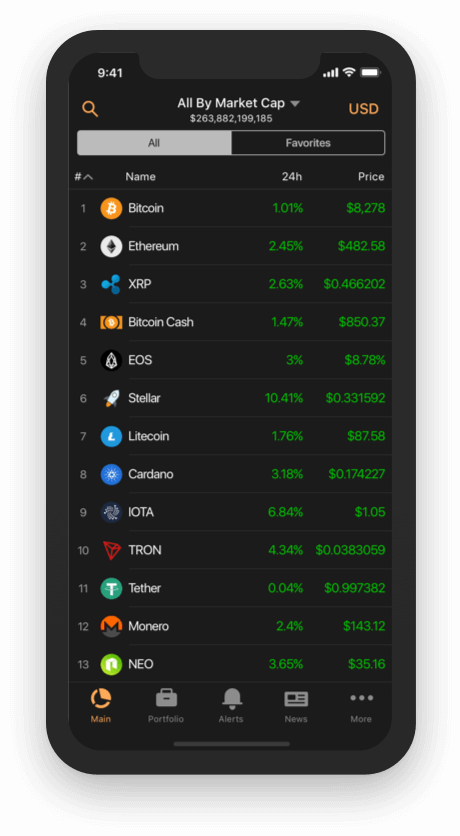 9:41
All By Market Cap
$263,882,199,185
USD
All Favorites
# Name 24h Price
1 Bitcoin 1.01% $8,278
2 Ethereum 2.45% $482.58
3 XRP 2.63% $0.466202
4 Bitcoin Cash 1.47% $850.37
5 EOS 3% $8.78%
6 Stellar 10.41% $0.331592
7 Litecoin 1.76% $87.58
8 Cardano 3.18% $0.174227
9 IOTA 6.84% $1.05
10 TRON 4.34% $0.0383059
11 Tether 0.04% $0.997382
12 Monero 2.4% $143.12
13 NEO 3.65% $35.16
Main Portfolio Alerts News More